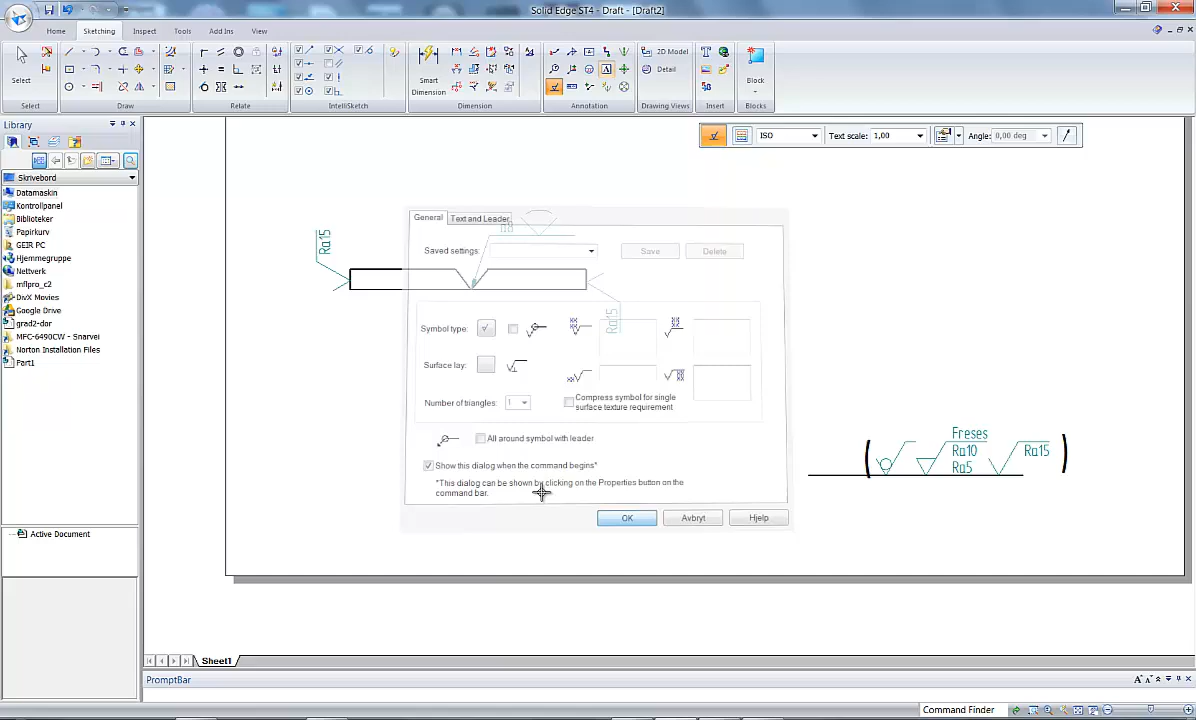 Solid Edge ST4 - Draft - [Draft2]
Home Sketching Inspect Tools Add Ins View
Select
Smart
Dimension
2D Model
Detail
Block
Select Draw Relate IntelliSketch Dimension Annotation Drawing Views Insert Blocks
Library
Skrivebord
Datamaskin
Kontrollpanel
Biblioteker
Papirkurv
GEIR PC
Hjemmegruppe
Nettverk
mflpro_c2
DivX Movies
Google Drive
grad2-dor
MFC-6490CW - Snarvei
Norton Installation Files
Part1
Active Document
ISO
Text scale: 1,00
Angle: 0,00 deg
Ra15
General Text and Leader
Saved settings:
Save Delete
Symbol type:
Surface lay:
Number of triangles: 1
Compress symbol for single
surface texture requirement
All around symbol with leader
Show this dialog when the command begins*
*This dialog can be shown by clicking on the Properties button on the
command bar.
OK Avbryt Hjelp
Ra15
Freses
Ra10
Ra5
Ra15
Sheet1
PromptBar
Command Finder